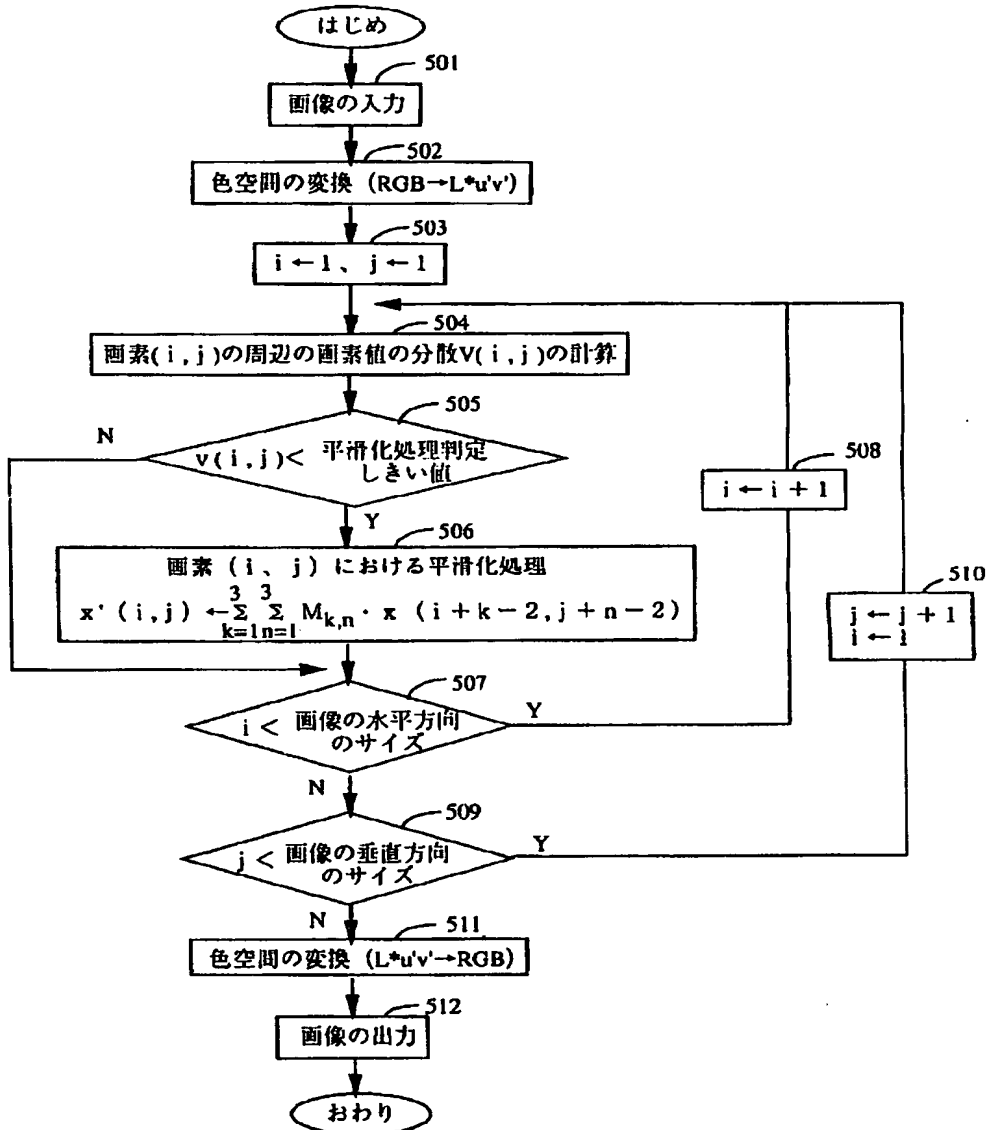 はじめ
501
画像の入力
502
色空間の変換 (RGB→L*u'v')
503
i ← 1、j ← 1
504
画素(i,j)の周辺の画素値の分散V(i,j)の計算
505
N
v(i,j)< 平滑化処理判定
しきい値
Y
506
画素 (i、j) における平滑化処理
3 3
x' (i,j) ←Σ Σ M k,n · x (i+k−2,j+n−2)
k=1n=1
507
i < 画像の水平方向
のサイズ
Y
508
i ← i + 1
N
509
j < 画像の垂直方向
のサイズ
Y
510
j ← j + 1
i ← 1
N
511
色空間の変換 (L*u'v'→RGB)
512
画像の出力
おわり